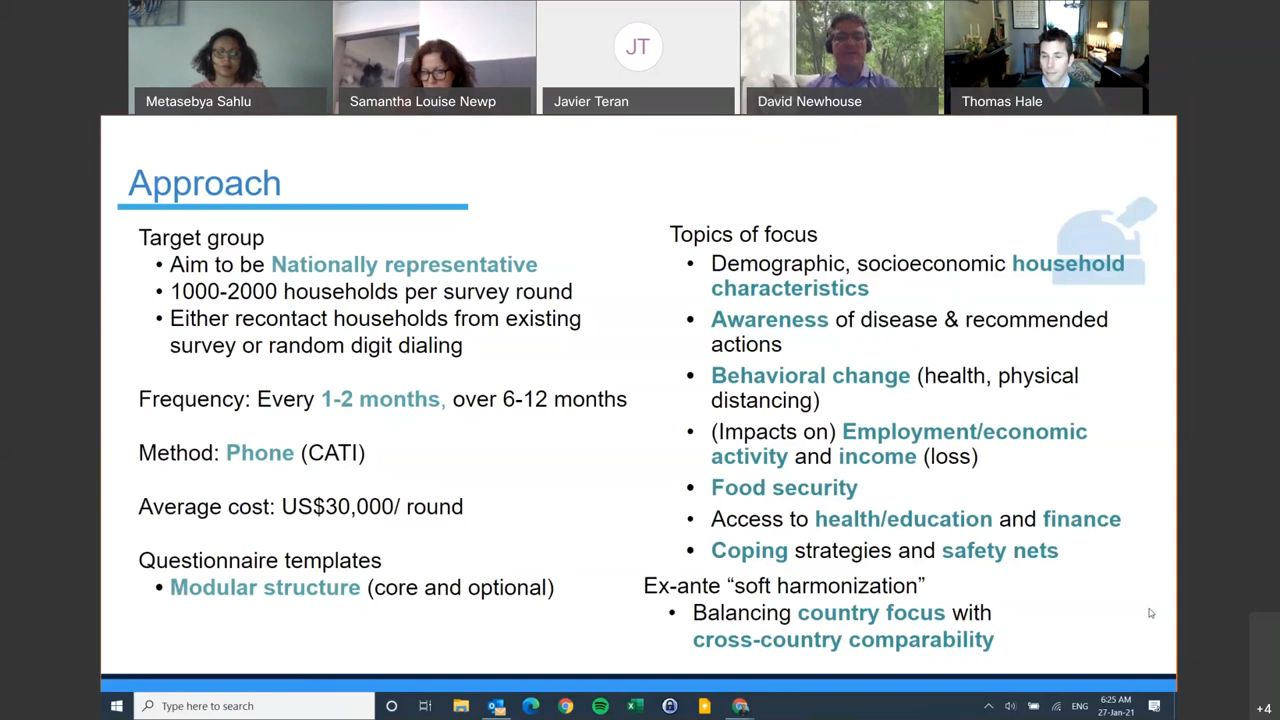 Metasebya Sahlu
Samantha Louise Newp
JT
Javier Teran
David Newhouse
Thomas Hale
Approach
Target group
• Aim to be Nationally representative
• 1000-2000 households per survey round
• Either recontact households from existing
survey or random digit dialing
Frequency: Every 1-2 months, over 6-12 months
Method: Phone (CATI)
Average cost: US$30,000/ round
Questionnaire templates
• Modular structure (core and optional)
Topics of focus
• Demographic, socioeconomic household
characteristics
• Awareness of disease & recommended
actions
• Behavioral change (health, physical
distancing)
• (Impacts on) Employment/economic
activity and income (loss)
• Food security
• Access to health/education and finance
• Coping strategies and safety nets
Ex-ante “soft harmonization”
• Balancing country focus with
cross-country comparability
Type here to search
ENG
6:25 AM
27-Jan-21
+4